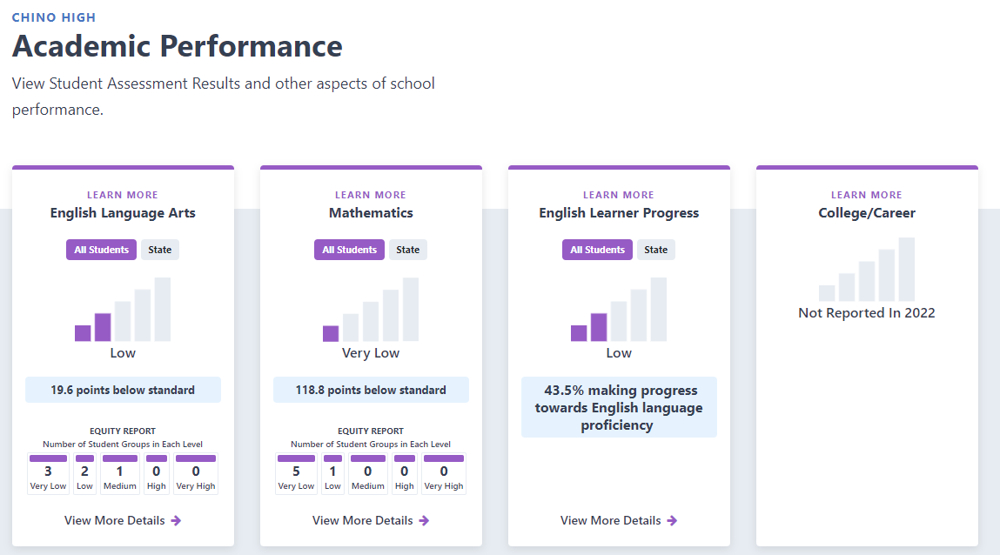 CHINO HIGH
Academic Performance
View Student Assessment Results and other aspects of school
performance.
LEARN MORE
English Language Arts
All Students State
Low
19.6 points below standard
EQUITY REPORT
Number of Student Groups in Each Level
3 2 1 0 0
Very Low Low Medium High Very High
View More Details
LEARN MORE
Mathematics
All Students State
Very Low
118.8 points below standard
EQUITY REPORT
Number of Student Groups in Each Level
5 1 0 0 0
Very Low Low Medium High Very High
View More Details
LEARN MORE
English Learner Progress
All Students State
Low
43.5% making progress
towards English language
proficiency
View More Details
LEARN MORE
College/Career
Not Reported In 2022